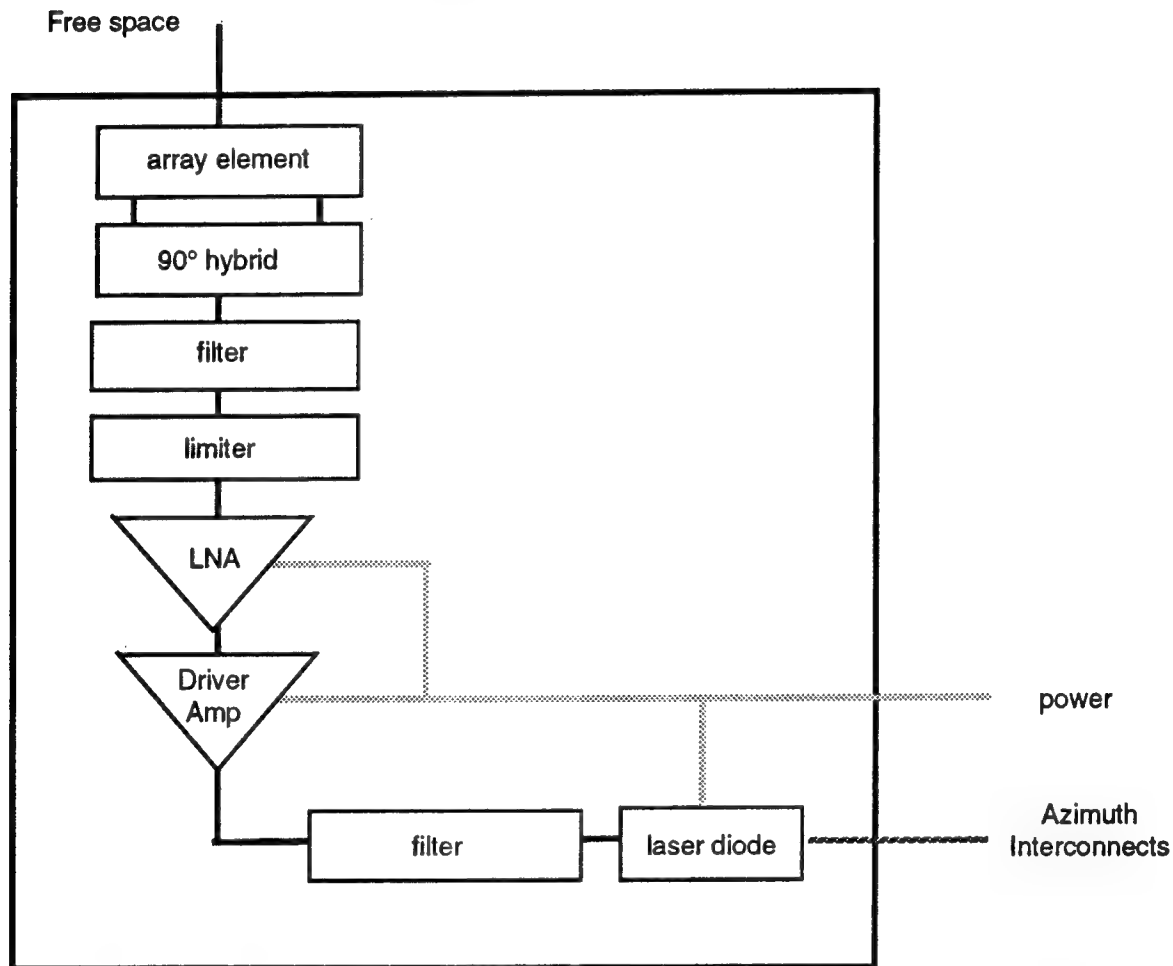 Free space
array element
90° hybrid
filter
limiter
LNA
Driver
Amp
power
filter
laser diode
Azimuth
Interconnects